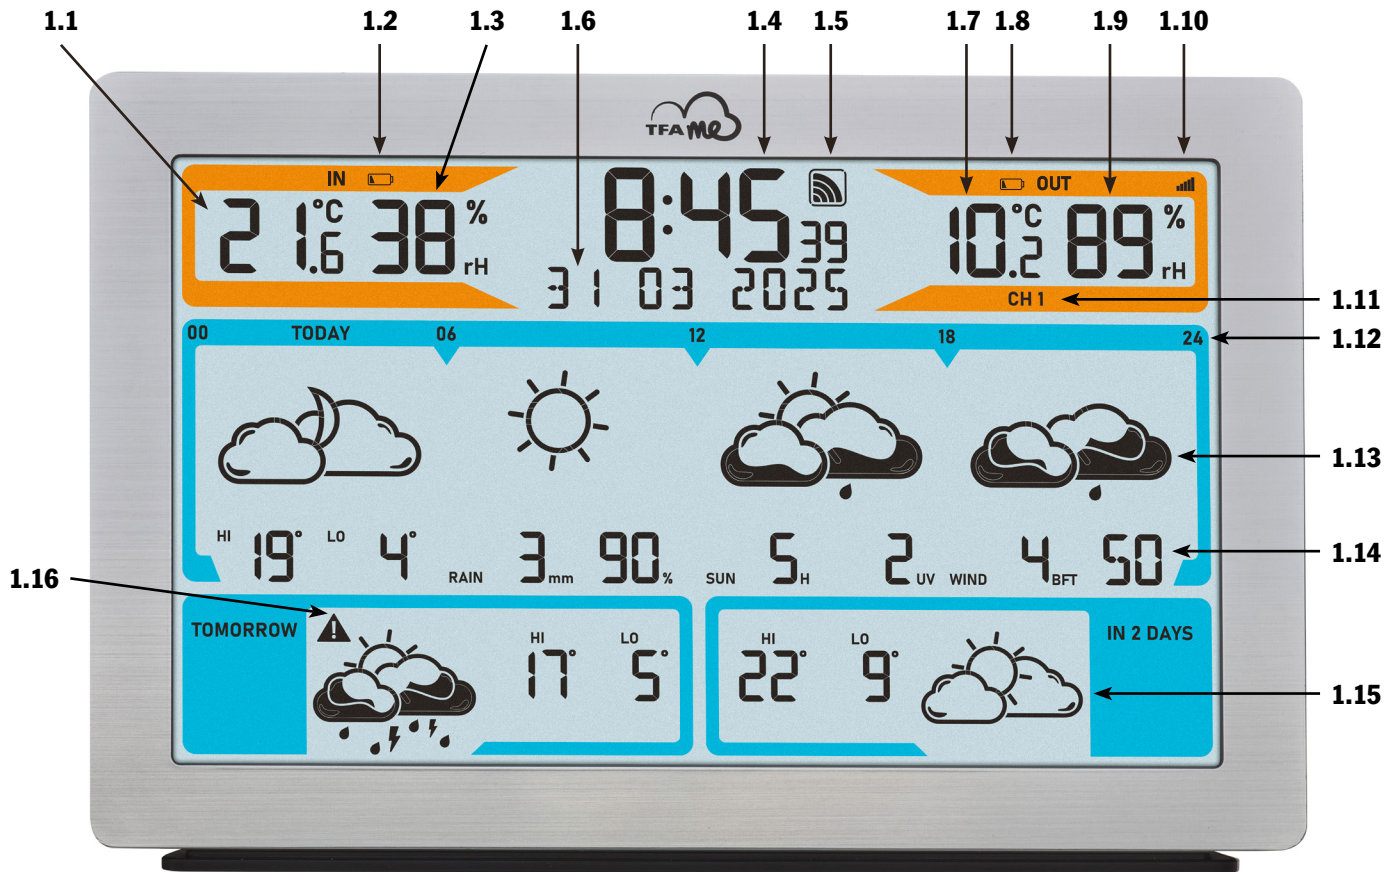 1.1 1.2 1.3 1.6 1.4 1.5 1.7 1.8 1.9 1.10
TFA me
IN
21.6 °C 38 % rH
8:45 39
31 03 2025
OUT
10.2 °C 89 % rH
CH 1
1.11
00 TODAY 06 12 18 24
1.12
1.13
HI 19° LO 4° RAIN 3 mm 90 % SUN 5 H 2 UV WIND 4 BFT 50
1.14
1.16
TOMORROW
HI 17° LO 5°
HI 22° LO 9°
IN 2 DAYS
1.15